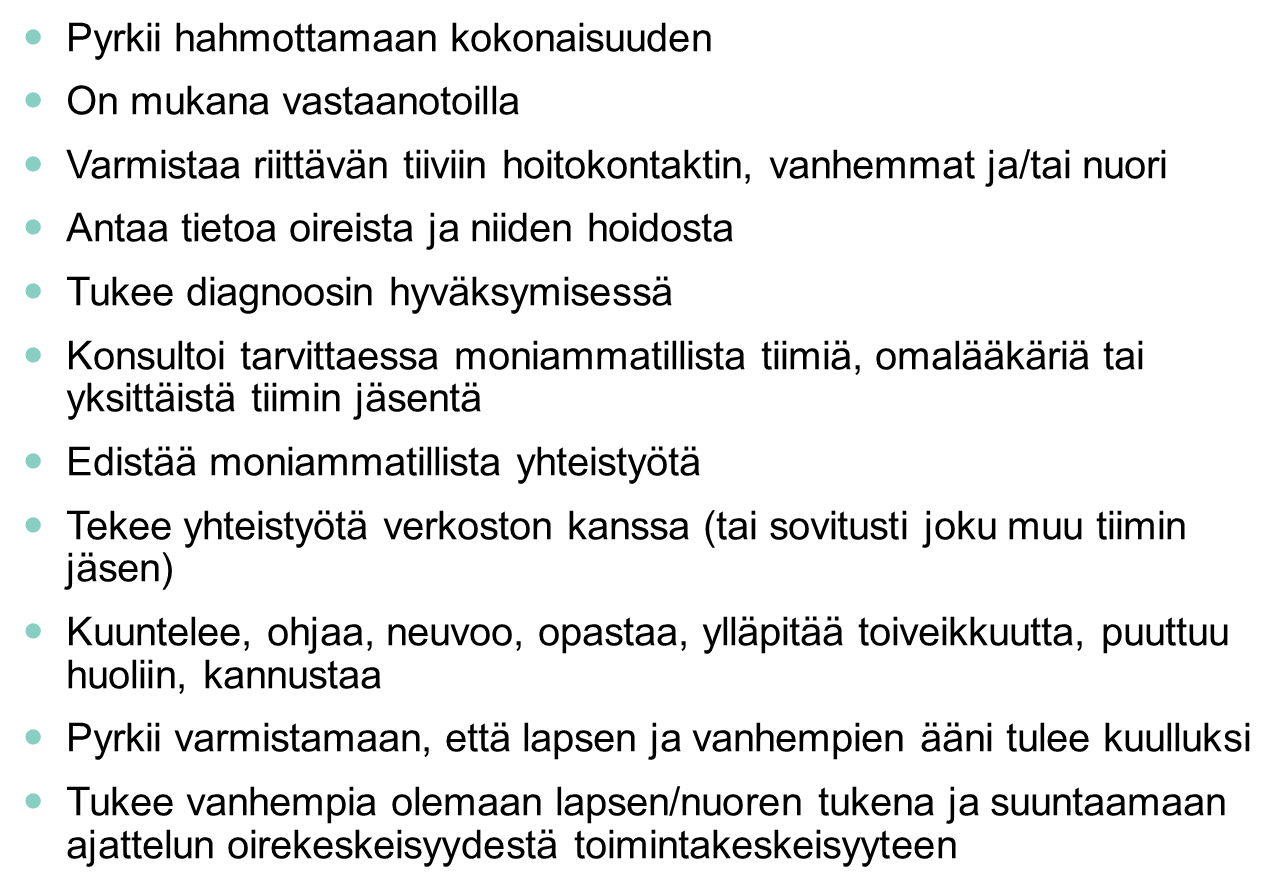 • Pyrkii hahmottamaan kokonaisuuden
• On mukana vastaanotoilla
• Varmistaa riittävän tiiviin hoitokontaktin, vanhemmat ja/tai nuori
• Antaa tietoa oireista ja niiden hoidosta
• Tukee diagnoosin hyväksymisessä
• Konsultoi tarvittaessa moniammatillista tiimiä, omalääkäriä tai
yksittäistä tiimin jäsentä
• Edistää moniammatillista yhteistyötä
• Tekee yhteistyötä verkoston kanssa (tai sovitusti joku muu tiimin
jäsen)
• Kuuntelee, ohjaa, neuvoo, opastaa, ylläpitää toiveikkuutta, puuttuu
huoliin, kannustaa
• Pyrkii varmistamaan, että lapsen ja vanhempien ääni tulee kuulluksi
• Tukee vanhempia olemaan lapsen/nuoren tukena ja suuntaamaan
ajattelun oirekeskeisyydestä toimintakeskeisyyteen